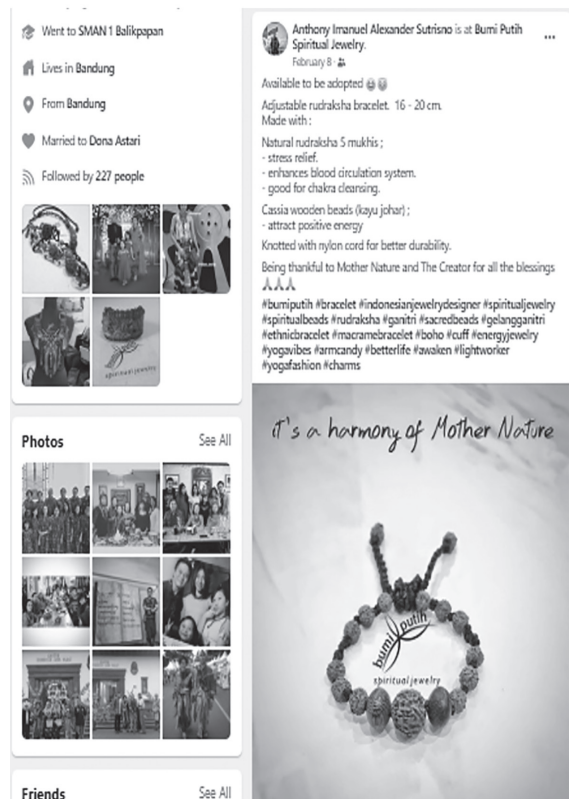 Went to SMAN 1 Balikpapan
Lives in Bandung
From Bandung
Married to Dona Astari
Followed by 227 people
spiritual jewelry
Photos See All
Friends See All
Anthony Imanuel Alexander Sutrisno is at Bumi Putih
Spiritual Jewelry.
February 8 ·
Available to be adopted
Adjustable rudraksha bracelet. 16 - 20 cm.
Made with :
Natural rudraksha 5 mukhis ;
- stress relief.
- enhances blood circulation system.
- good for chakra cleansing.
Cassia wooden beads (kayu johar) ;
- attract positive energy
Knotted with nylon cord for better durability.
Being thankful to Mother Nature and The Creator for all the blessings
🙏🙏🙏
#bumiputih #bracelet #indonesianjewelrydesigner #spiritualjewelry
#spiritualbeads #rudraksha #ganitri #sacredbeads #gelangganitri
#ethnicbracelet #macramebracelet #boho #cuff #energyjewelry
#yogavibes #armcandy #betterlife #awaken #lightworker
#yogafashion #charms
it's a harmony of Mother Nature
bumi putih
spiritual jewelry